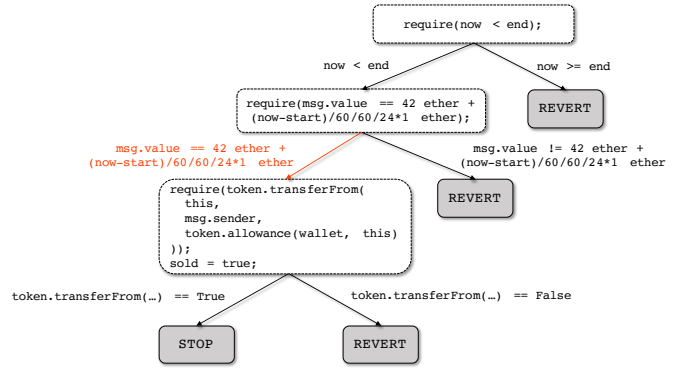 require(now < end);
now < end
now >= end
require(msg.value == 42 ether +
(now-start)/60/60/24*1 ether);
REVERT
msg.value == 42 ether +
(now-start)/60/60/24*1 ether
msg.value != 42 ether +
(now-start)/60/60/24*1 ether
require(token.transferFrom(
this,
msg.sender,
token.allowance(wallet, this)
));
sold = true;
REVERT
token.transferFrom(…) == True
token.transferFrom(…) == False
STOP
REVERT